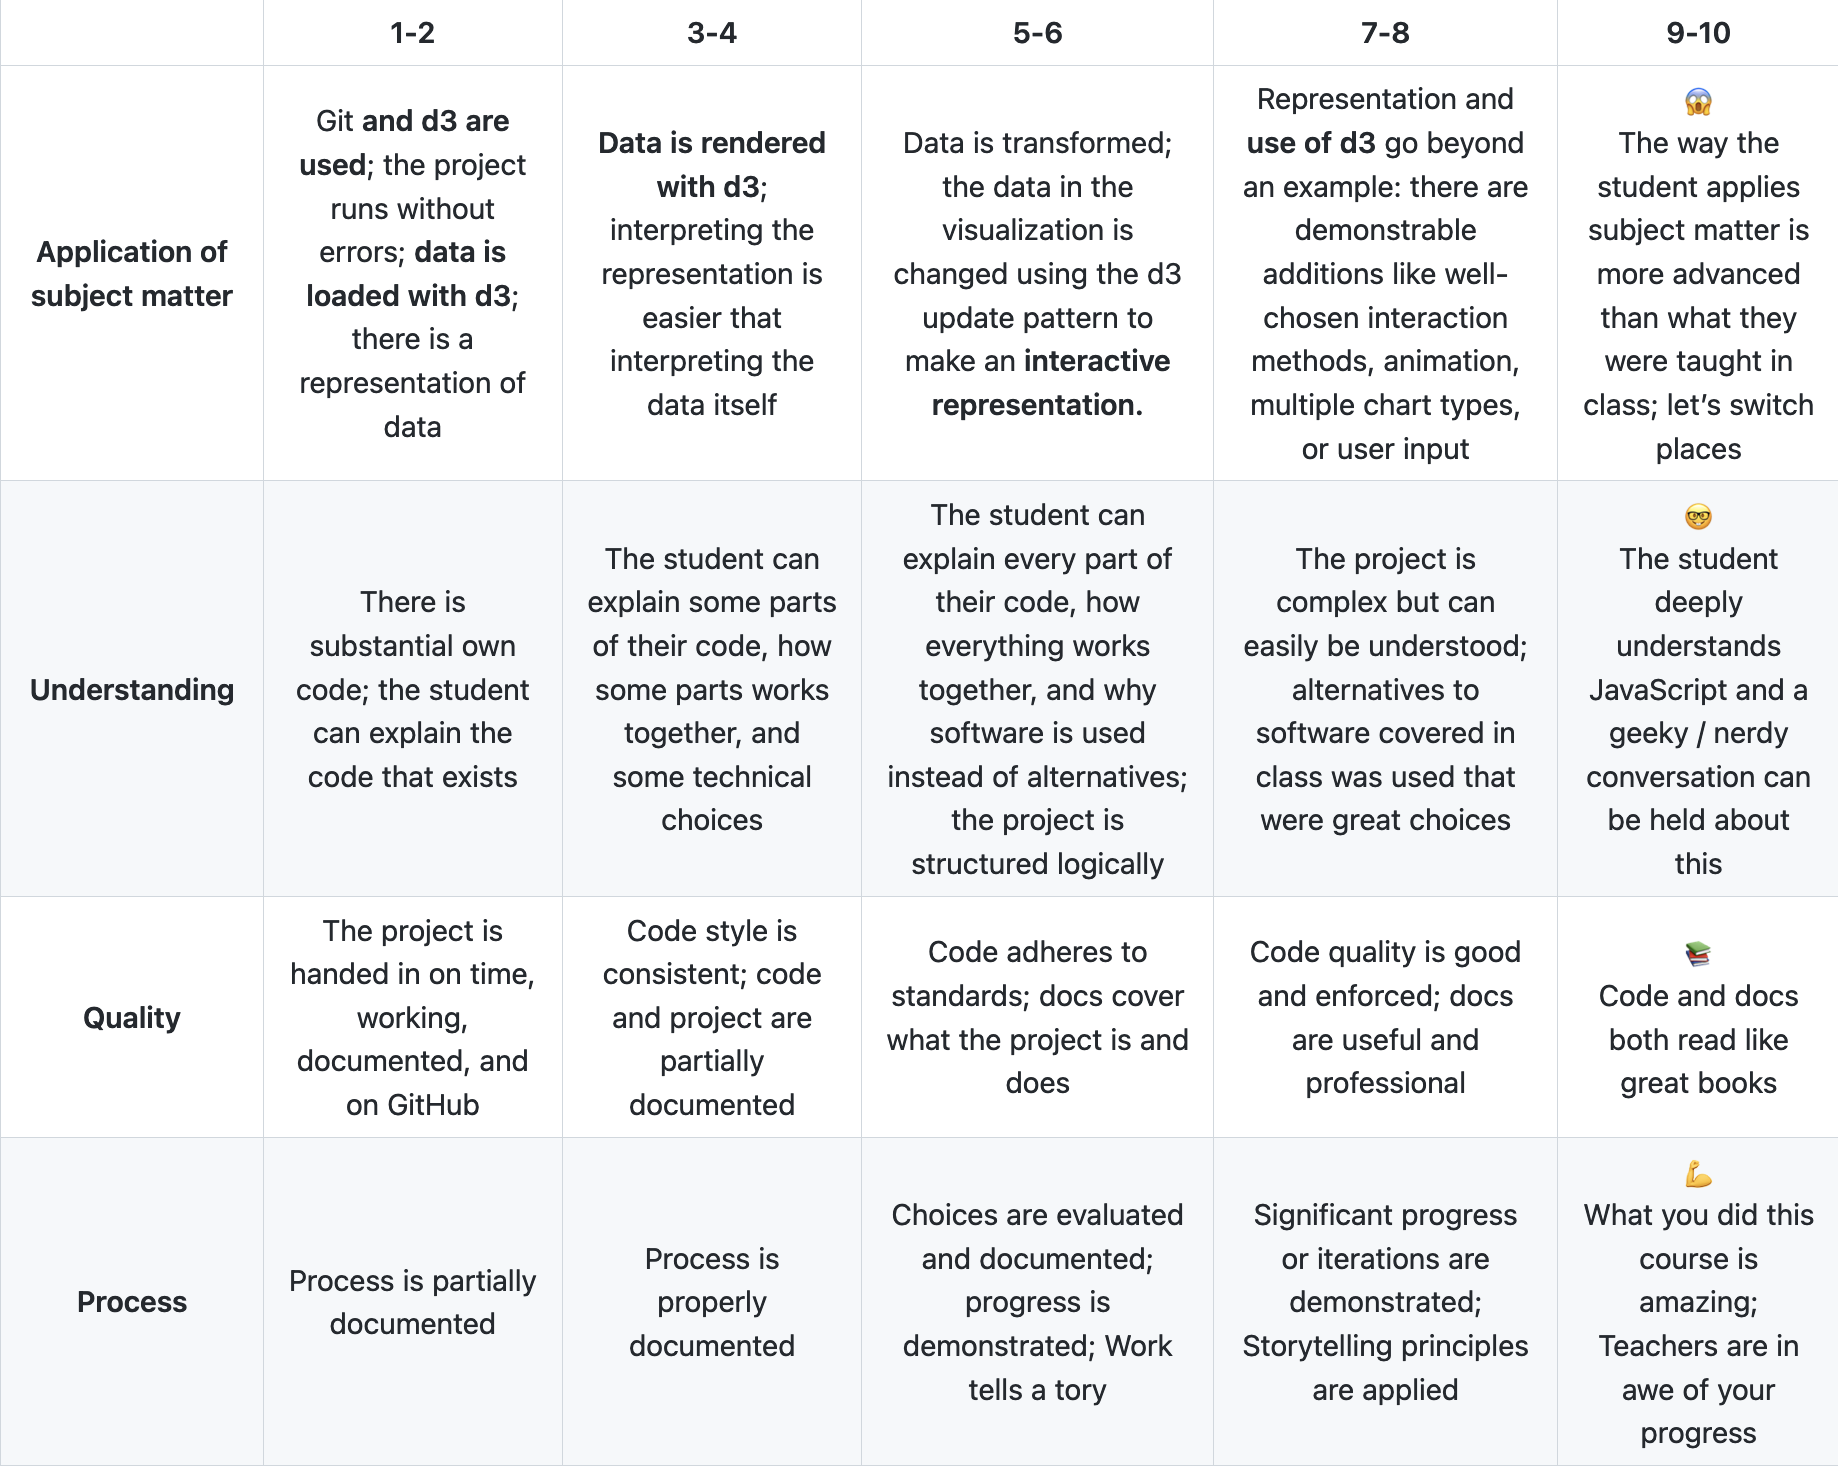 1-2
3-4
5-6
7-8
9-10
Application of
subject matter
Git and d3 are
used; the project
runs without
errors; data is
loaded with d3;
there is a
representation of
data
Data is rendered
with d3;
interpreting the
representation is
easier that
interpreting the
data itself
Data is transformed;
the data in the
visualization is
changed using the d3
update pattern to
make an interactive
representation.
Representation and
use of d3 go beyond
an example: there are
demonstrable
additions like well-
chosen interaction
methods, animation,
multiple chart types,
or user input
😱
The way the
student applies
subject matter is
more advanced
than what they
were taught in
class; let’s switch
places
Understanding
There is
substantial own
code; the student
can explain the
code that exists
The student can
explain some parts
of their code, how
some parts works
together, and
some technical
choices
The student can
explain every part of
their code, how
everything works
together, and why
software is used
instead of alternatives;
the project is
structured logically
The project is
complex but can
easily be understood;
alternatives to
software covered in
class was used that
were great choices
🤓
The student
deeply
understands
JavaScript and a
geeky / nerdy
conversation can
be held about
this
Quality
The project is
handed in on time,
working,
documented, and
on GitHub
Code style is
consistent; code
and project are
partially
documented
Code adheres to
standards; docs cover
what the project is and
does
Code quality is good
and enforced; docs
are useful and
professional
📚
Code and docs
both read like
great books
Process
Process is partially
documented
Process is
properly
documented
Choices are evaluated
and documented;
progress is
demonstrated; Work
tells a tory
Significant progress
or iterations are
demonstrated;
Storytelling principles
are applied
💪
What you did this
course is
amazing;
Teachers are in
awe of your
progress